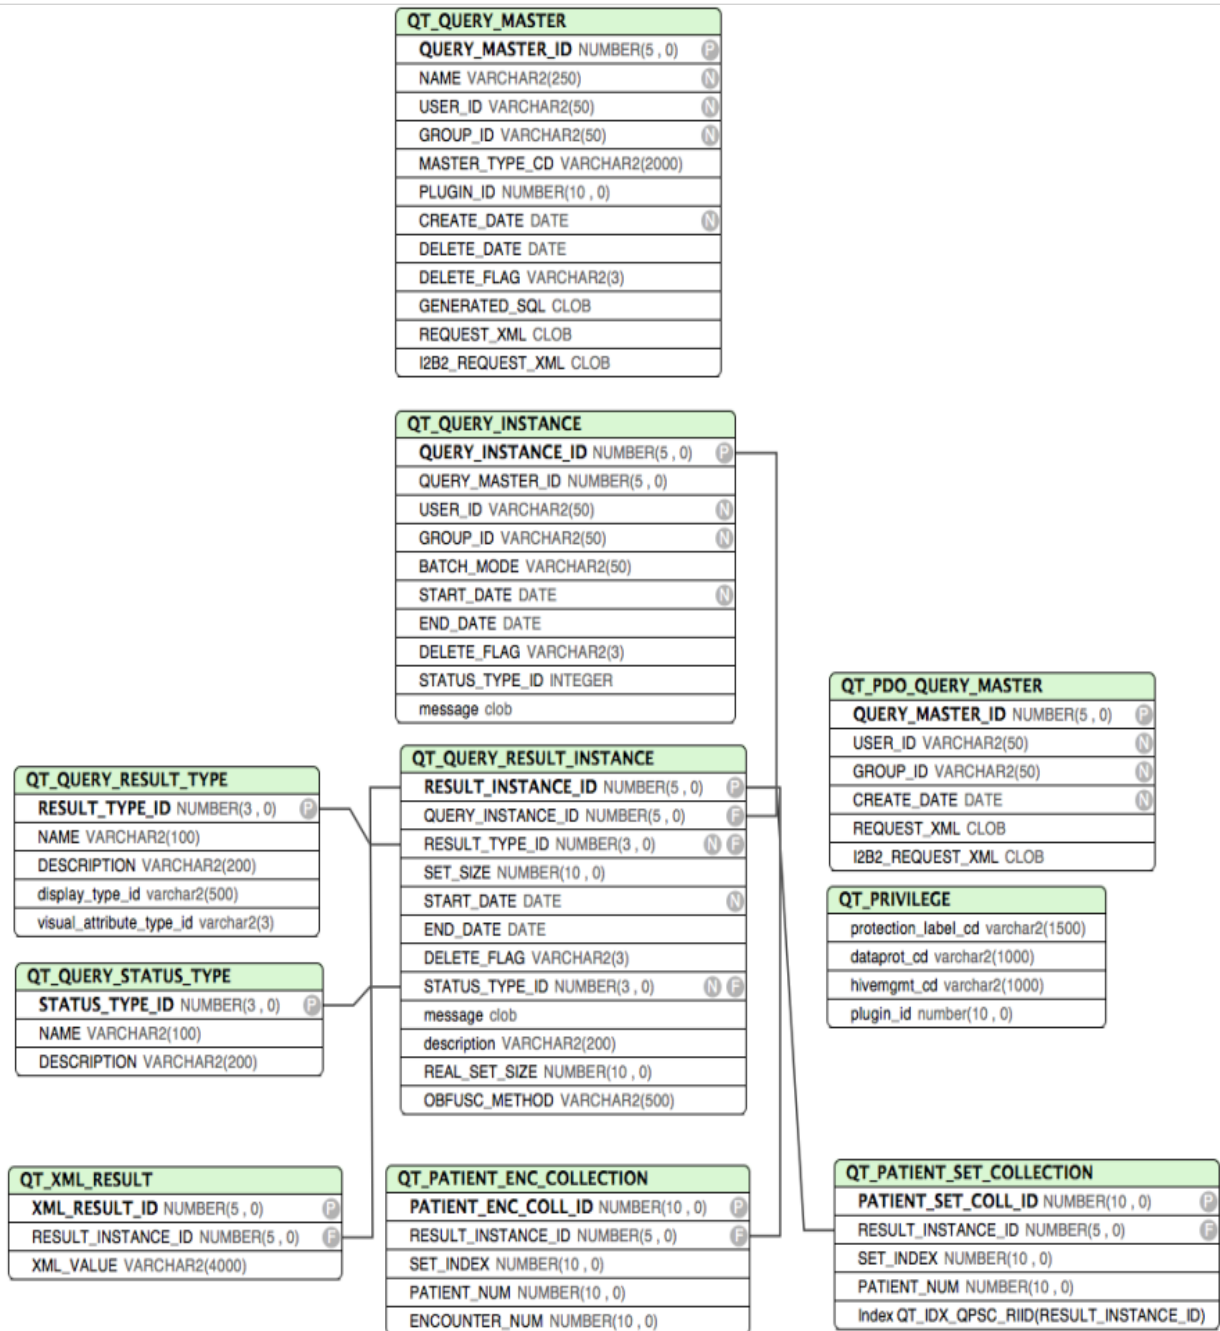 QT_QUERY_MASTER
QUERY_MASTER_ID NUMBER(5 , 0) P
NAME VARCHAR2(250) N
USER_ID VARCHAR2(50) N
GROUP_ID VARCHAR2(50) N
MASTER_TYPE_CD VARCHAR2(2000)
PLUGIN_ID NUMBER(10 , 0)
CREATE_DATE DATE N
DELETE_DATE DATE
DELETE_FLAG VARCHAR2(3)
GENERATED_SQL CLOB
REQUEST_XML CLOB
I2B2_REQUEST_XML CLOB
QT_QUERY_INSTANCE
QUERY_INSTANCE_ID NUMBER(5 , 0) P
QUERY_MASTER_ID NUMBER(5 , 0)
USER_ID VARCHAR2(50) N
GROUP_ID VARCHAR2(50) N
BATCH_MODE VARCHAR2(50)
START_DATE DATE N
END_DATE DATE
DELETE_FLAG VARCHAR2(3)
STATUS_TYPE_ID INTEGER
message clob
QT_PDO_QUERY_MASTER
QUERY_MASTER_ID NUMBER(5 , 0) P
USER_ID VARCHAR2(50) N
GROUP_ID VARCHAR2(50) N
CREATE_DATE DATE N
REQUEST_XML CLOB
I2B2_REQUEST_XML CLOB
QT_QUERY_RESULT_TYPE
RESULT_TYPE_ID NUMBER(3 , 0) P
NAME VARCHAR2(100)
DESCRIPTION VARCHAR2(200)
display_type_id varchar2(500)
visual_attribute_type_id varchar2(3)
QT_QUERY_RESULT_INSTANCE
RESULT_INSTANCE_ID NUMBER(5 , 0) P
QUERY_INSTANCE_ID NUMBER(5 , 0) F
RESULT_TYPE_ID NUMBER(3 , 0) N F
SET_SIZE NUMBER(10 , 0)
START_DATE DATE N
END_DATE DATE
DELETE_FLAG VARCHAR2(3)
STATUS_TYPE_ID NUMBER(3 , 0) N F
message clob
description VARCHAR2(200)
REAL_SET_SIZE NUMBER(10 , 0)
OBFUSC_METHOD VARCHAR2(500)
QT_PRIVILEGE
protection_label_cd varchar2(1500)
dataprot_cd varchar2(1000)
hivemgmt_cd varchar2(1000)
plugin_id number(10 , 0)
QT_QUERY_STATUS_TYPE
STATUS_TYPE_ID NUMBER(3 , 0) P
NAME VARCHAR2(100)
DESCRIPTION VARCHAR2(200)
QT_XML_RESULT
XML_RESULT_ID NUMBER(5 , 0) P
RESULT_INSTANCE_ID NUMBER(5 , 0) F
XML_VALUE VARCHAR2(4000)
QT_PATIENT_ENC_COLLECTION
PATIENT_ENC_COLL_ID NUMBER(10 , 0) P
RESULT_INSTANCE_ID NUMBER(5 , 0) F
SET_INDEX NUMBER(10 , 0)
PATIENT_NUM NUMBER(10 , 0)
ENCOUNTER_NUM NUMBER(10 , 0)
QT_PATIENT_SET_COLLECTION
PATIENT_SET_COLL_ID NUMBER(10 , 0) P
RESULT_INSTANCE_ID NUMBER(5 , 0) F
SET_INDEX NUMBER(10 , 0)
PATIENT_NUM NUMBER(10 , 0)
Index QT_IDX_QPSC_RIID(RESULT_INSTANCE_ID)